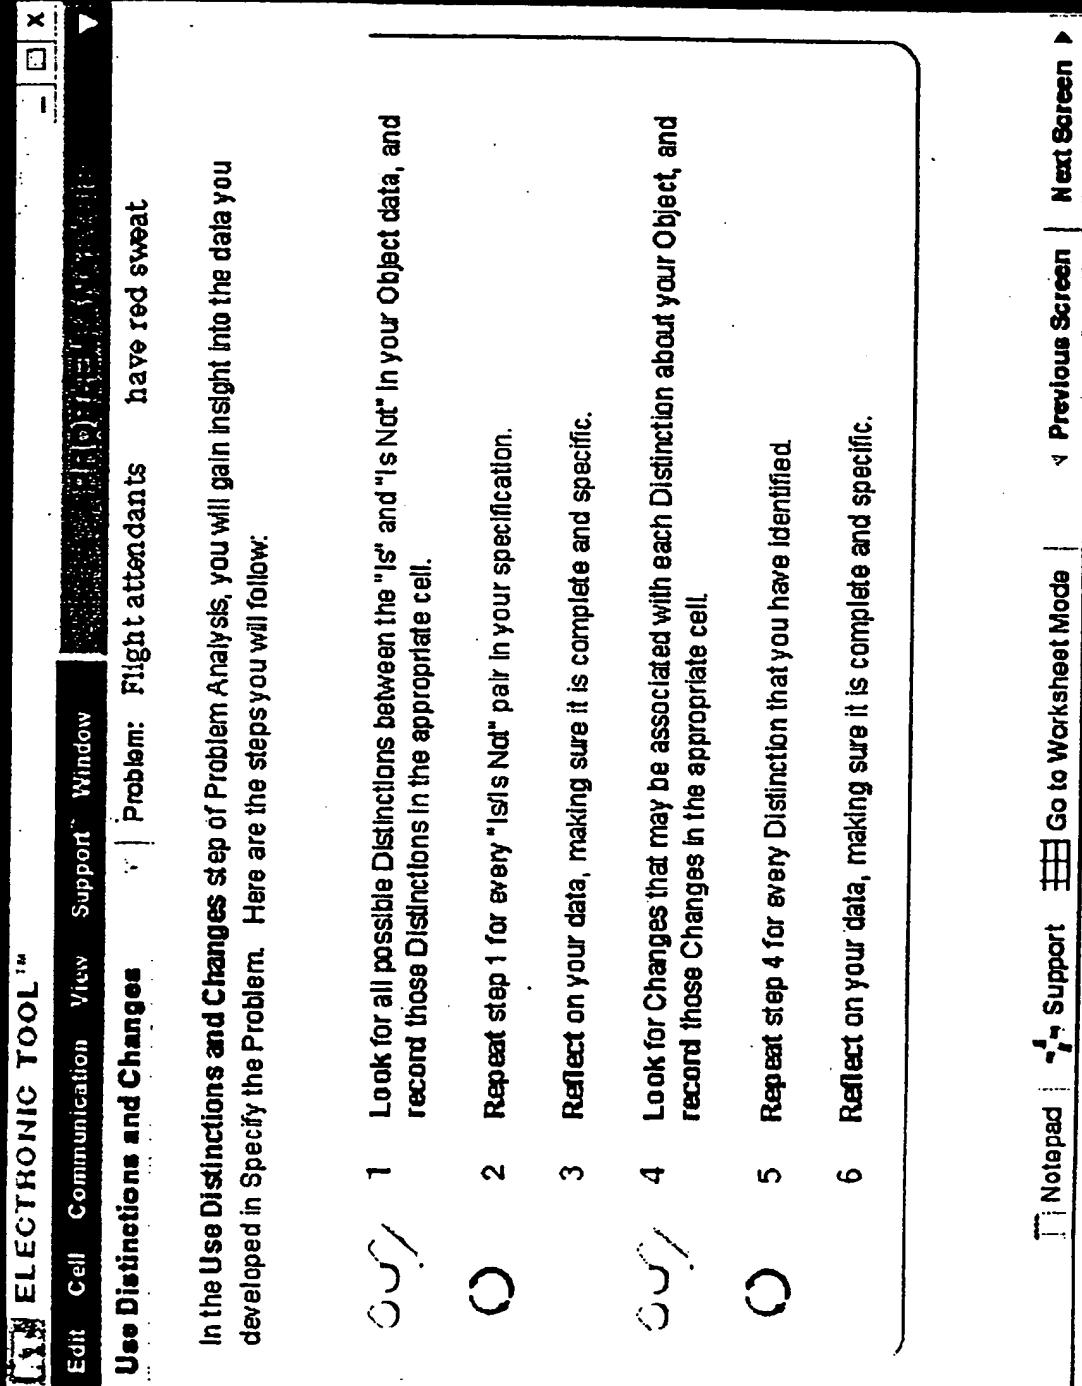 ELECTRONIC TOOL™
Edit Cell Communication View Support Window
Use Distinctions and Changes Problem: Flight attendants have red sweat
In the Use Distinctions and Changes step of Problem Analysis, you will gain insight into the data you
developed in Specify the Problem. Here are the steps you will follow:
1 Look for all possible Distinctions between the "Is" and "Is Not" in your Object data, and
record those Distinctions in the appropriate cell.
2 Repeat step 1 for every "Is/Is Not" pair in your specification.
3 Reflect on your data, making sure it is complete and specific.
4 Look for Changes that may be associated with each Distinction about your Object, and
record those Changes in the appropriate cell.
5 Repeat step 4 for every Distinction that you have identified.
6 Reflect on your data, making sure it is complete and specific.
Notepad Support Go to Worksheet Mode Previous Screen Next Screen